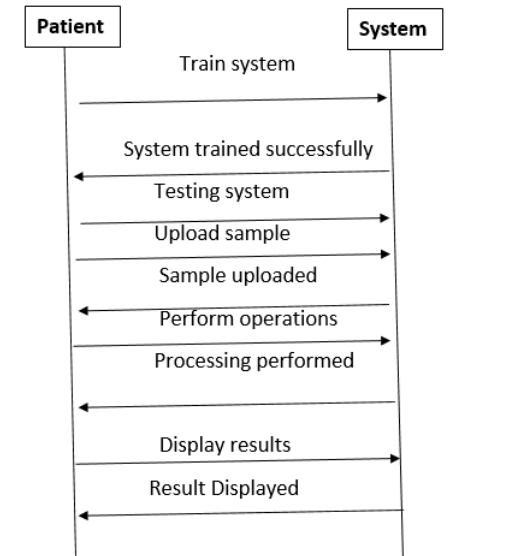 Patient
System
Train system
System trained successfully
Testing system
Upload sample
Sample uploaded
Perform operations
Processing performed
Display results
Result Displayed